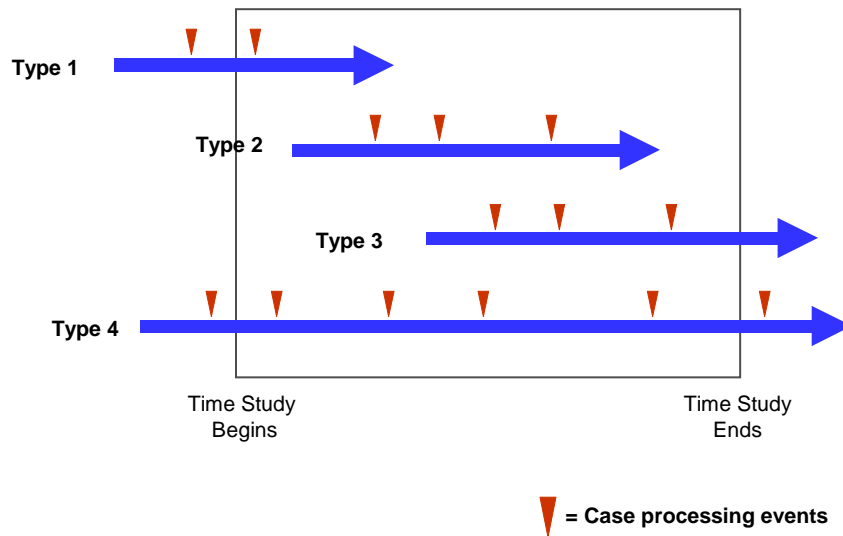 Type 1
Type 2
Type 3
Type 4
Time Study
Begins
Time Study
Ends
= Case processing events